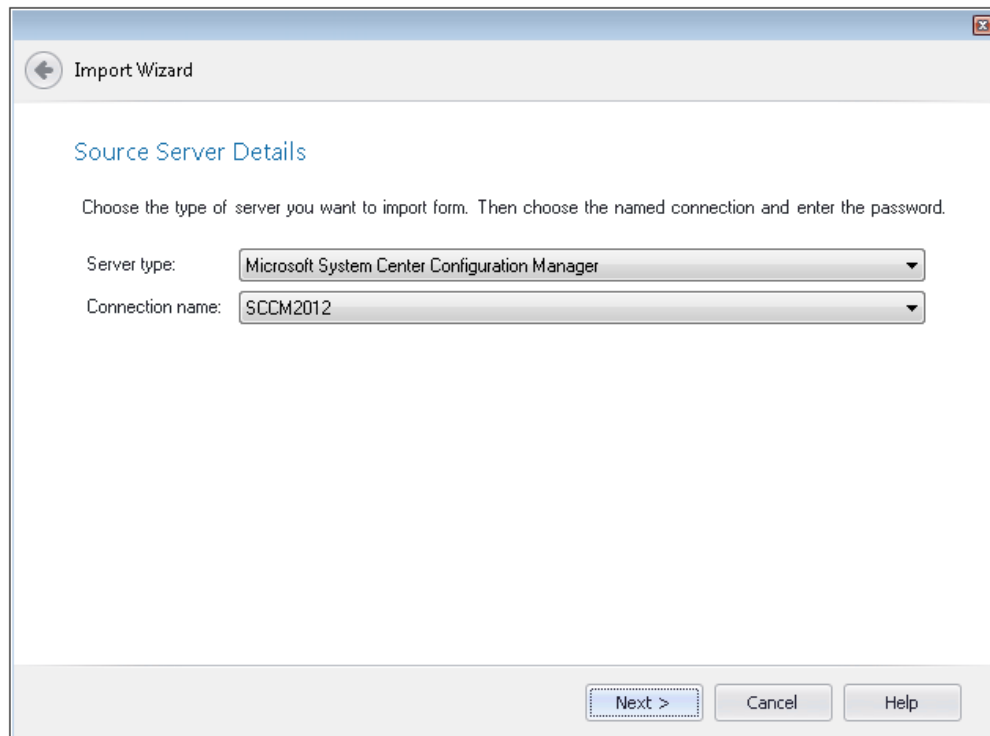 Import Wizard
Source Server Details
Choose the type of server you want to import form. Then choose the named connection and enter the password.
Server type: Microsoft System Center Configuration Manager
Connection name: SCCM2012
Next > Cancel Help